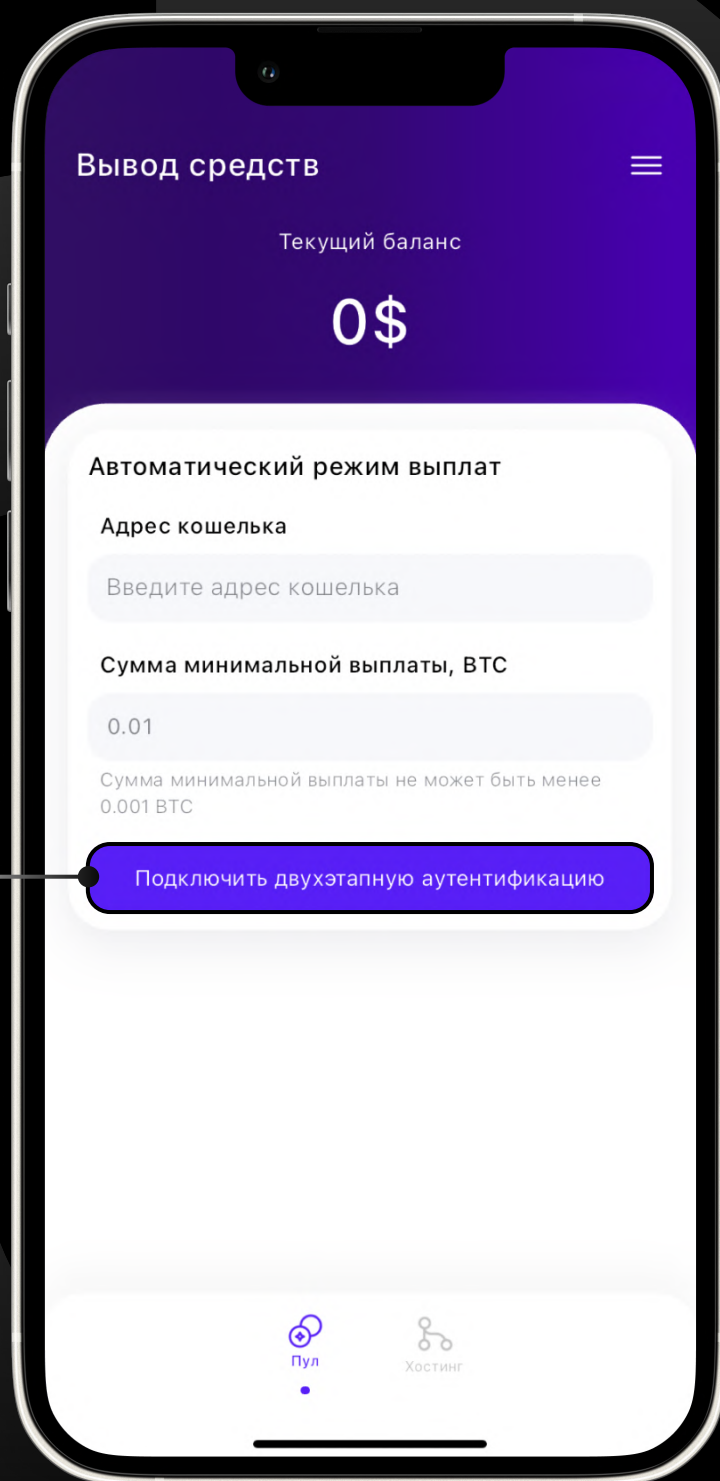 Вывод средств
Текущий баланс
0$
Автоматический режим выплат
Адрес кошелька
Введите адрес кошелька
Сумма минимальной выплаты, BTC
0.01
Сумма минимальной выплаты не может быть менее
0.001 BTC
Подключить двухэтапную аутентификацию
Пул
Хостинг